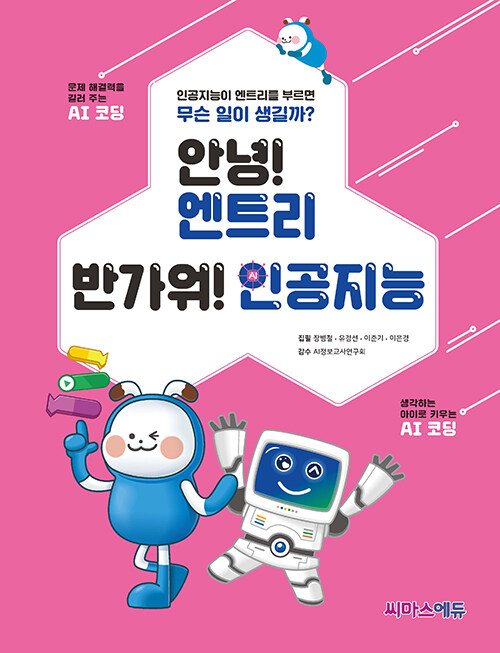 문제 해결력를
길러 주는
AI 코딩
인공지능이 엔트리를 부르면
무슨 일이 생길까?
안녕!
엔트리
반가워! AI 인공지능
집필 장병철・유경선・이준기・이은경
감수 AI정보교사연구회
생각하는
아이로 키우는
AI 코딩
씨마스에듀